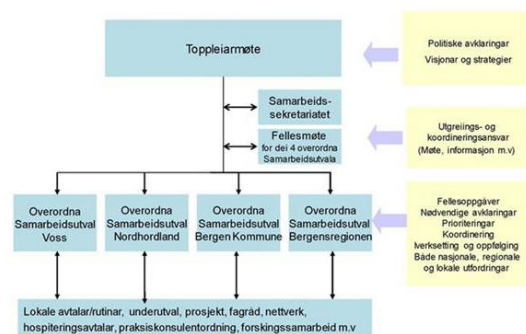 Toppleiarmøte
Politiske avklaringar
Visjonar og strategier
Samarbeids-
sekretariatet
Fellesmøte
for dei 4 overordna
Samarbeidsutvala
Utgreiings- og
koordineringsansvar
(Møte, informasjon m.v)
Overordna
Samarbeidsutval
Voss
Overordna
Samarbeidsutval
Nordhordland
Overordna
Samarbeidsutval
Bergen Kommune
Overordna
Samarbeidsutval
Bergensregionen
Fellesoppgåver
Nødvendige avklaringar
Prioriteringar
Koordinering
Iverksetting og oppfølging
Både nasjonale, regionale
og lokale utfordringar
Lokale avtalar/rutinar, underutval, prosjekt, fagråd, nettverk,
hospiteringsavtalar, praksiskonsulentordning, forskingssamarbeid m.v